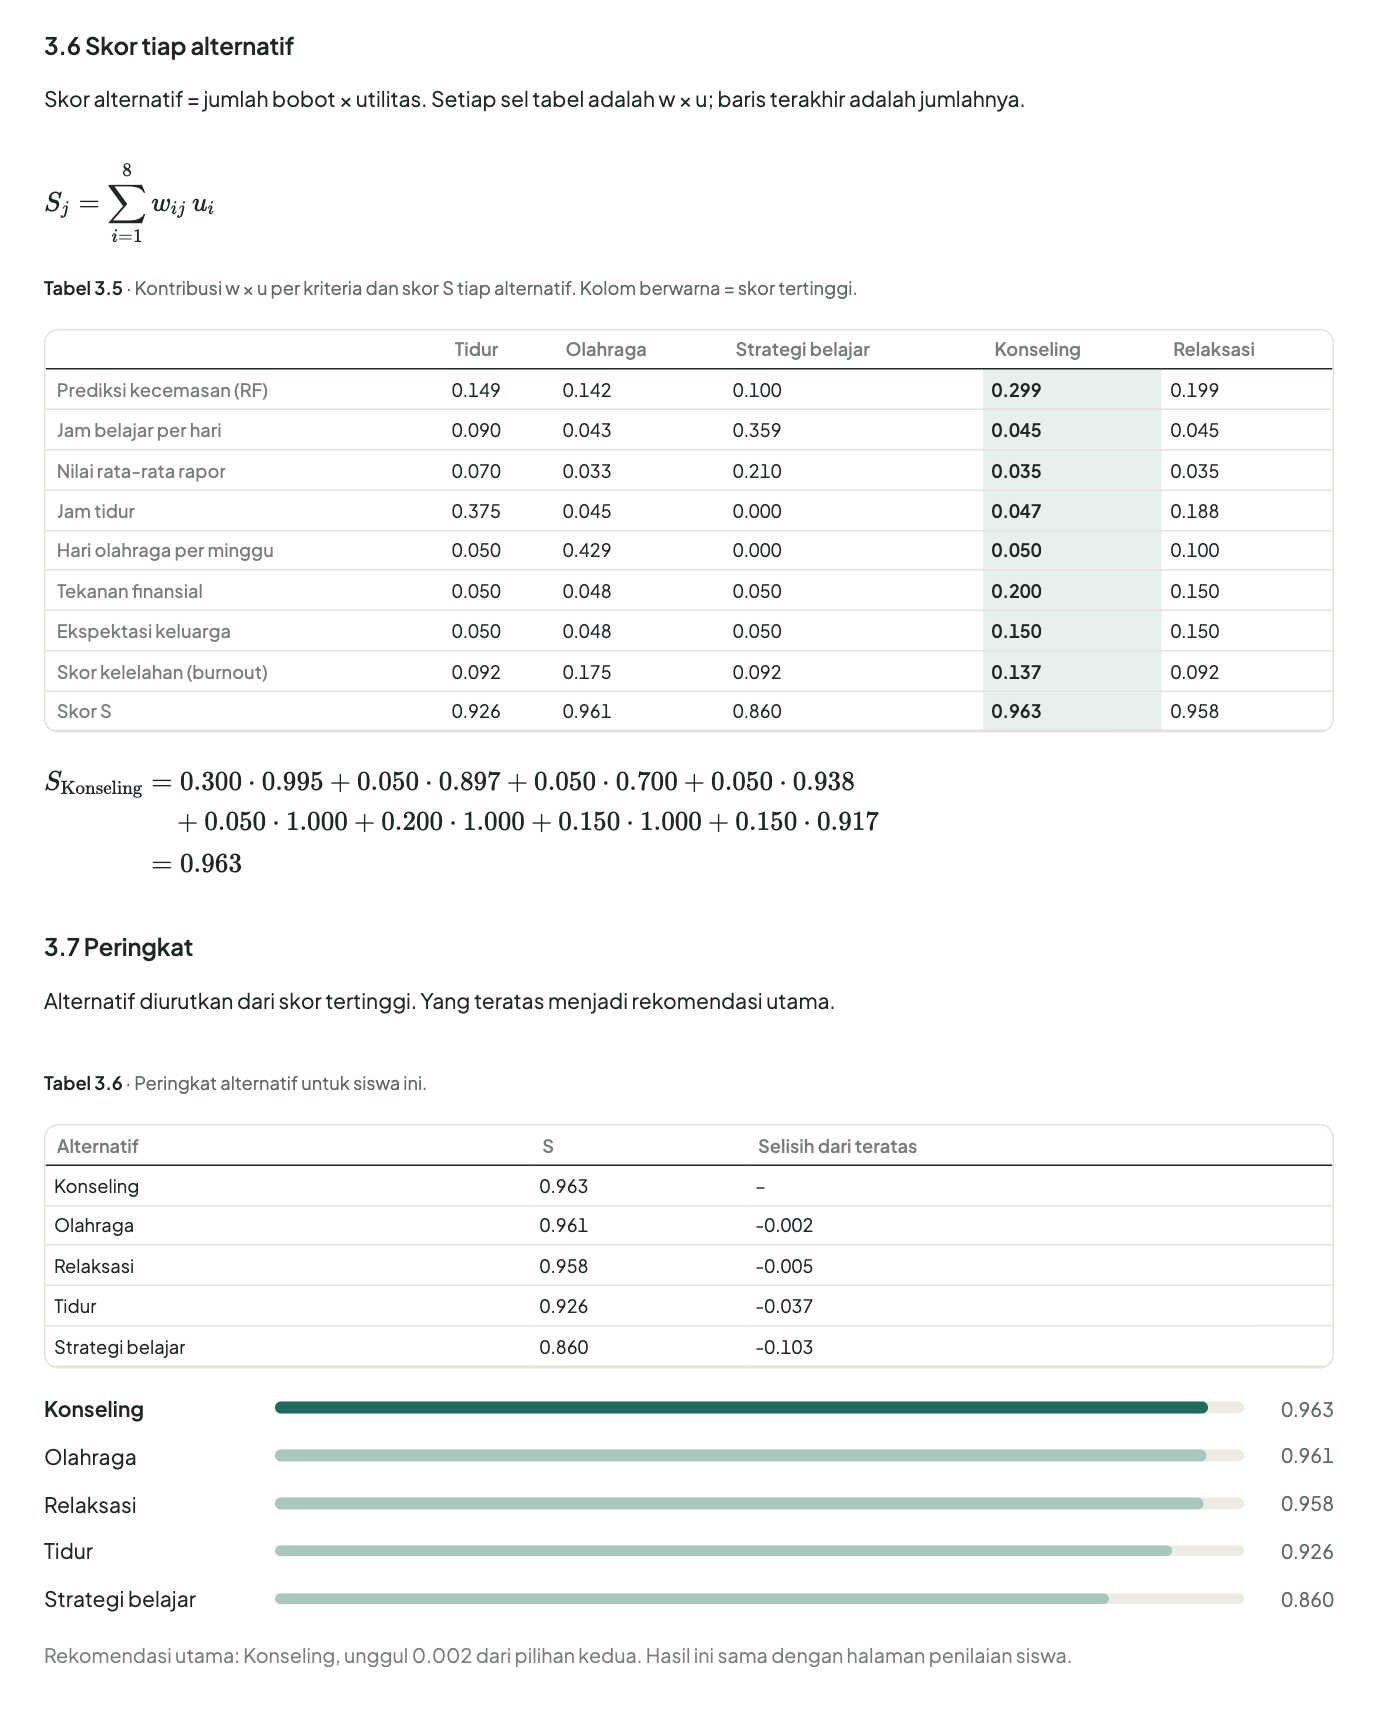 3.6 Skor tiap alternatif
Skor alternatif = jumlah bobot × utilitas. Setiap sel tabel adalah w × u; baris terakhir adalah jumlahnya.
S_j = \sum_{i=1}^{8} w_{ij} u_i
Tabel 3.5 · Kontribusi w × u per kriteria dan skor S tiap alternatif. Kolom berwarna = skor tertinggi.
Tidur Olahraga Strategi belajar Konseling Relaksasi
Prediksi kecemasan (RF) 0.149 0.142 0.100 0.299 0.199
Jam belajar per hari 0.090 0.043 0.359 0.045 0.045
Nilai rata-rata rapor 0.070 0.033 0.210 0.035 0.035
Jam tidur 0.375 0.045 0.000 0.047 0.188
Hari olahraga per minggu 0.050 0.429 0.000 0.050 0.100
Tekanan finansial 0.050 0.048 0.050 0.200 0.150
Ekspektasi keluarga 0.050 0.048 0.050 0.150 0.150
Skor kelelahan (burnout) 0.092 0.175 0.092 0.137 0.092
Skor S 0.926 0.961 0.860 0.963 0.958
S_Konseling = 0.300 · 0.995 + 0.050 · 0.897 + 0.050 · 0.700 + 0.050 · 0.938
+ 0.050 · 1.000 + 0.200 · 1.000 + 0.150 · 1.000 + 0.150 · 0.917
= 0.963
3.7 Peringkat
Alternatif diurutkan dari skor tertinggi. Yang teratas menjadi rekomendasi utama.
Tabel 3.6 · Peringkat alternatif untuk siswa ini.
Alternatif S Selisih dari teratas
Konseling 0.963 –
Olahraga 0.961 -0.002
Relaksasi 0.958 -0.005
Tidur 0.926 -0.037
Strategi belajar 0.860 -0.103
Konseling 0.963
Olahraga 0.961
Relaksasi 0.958
Tidur 0.926
Strategi belajar 0.860
Rekomendasi utama: Konseling, unggul 0.002 dari pilihan kedua. Hasil ini sama dengan halaman penilaian siswa.